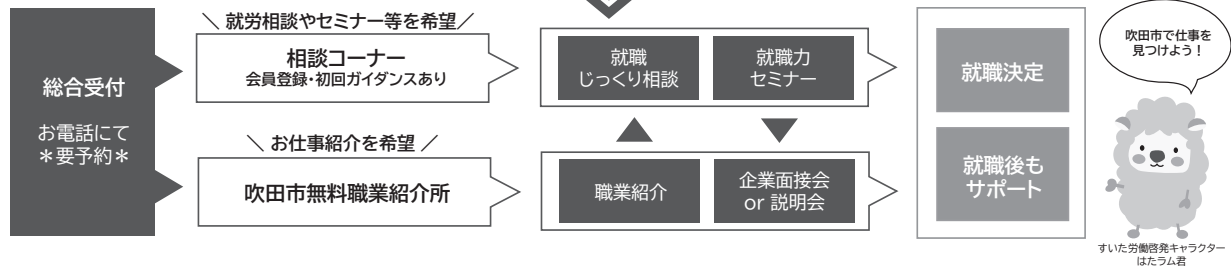 総合受付
お電話にて
＊要予約＊
＼ 就労相談やセミナー等を希望／
相談コーナー
会員登録・初回ガイダンスあり
＼ お仕事紹介を希望 ／
吹田市無料職業紹介所
就職
じっくり相談
就職力
セミナー
職業紹介
企業面接会
or 説明会
就職決定
就職後も
サポート
吹田市で仕事を
見つけよう！
すいた労働啓発キャラクター
はたラム君